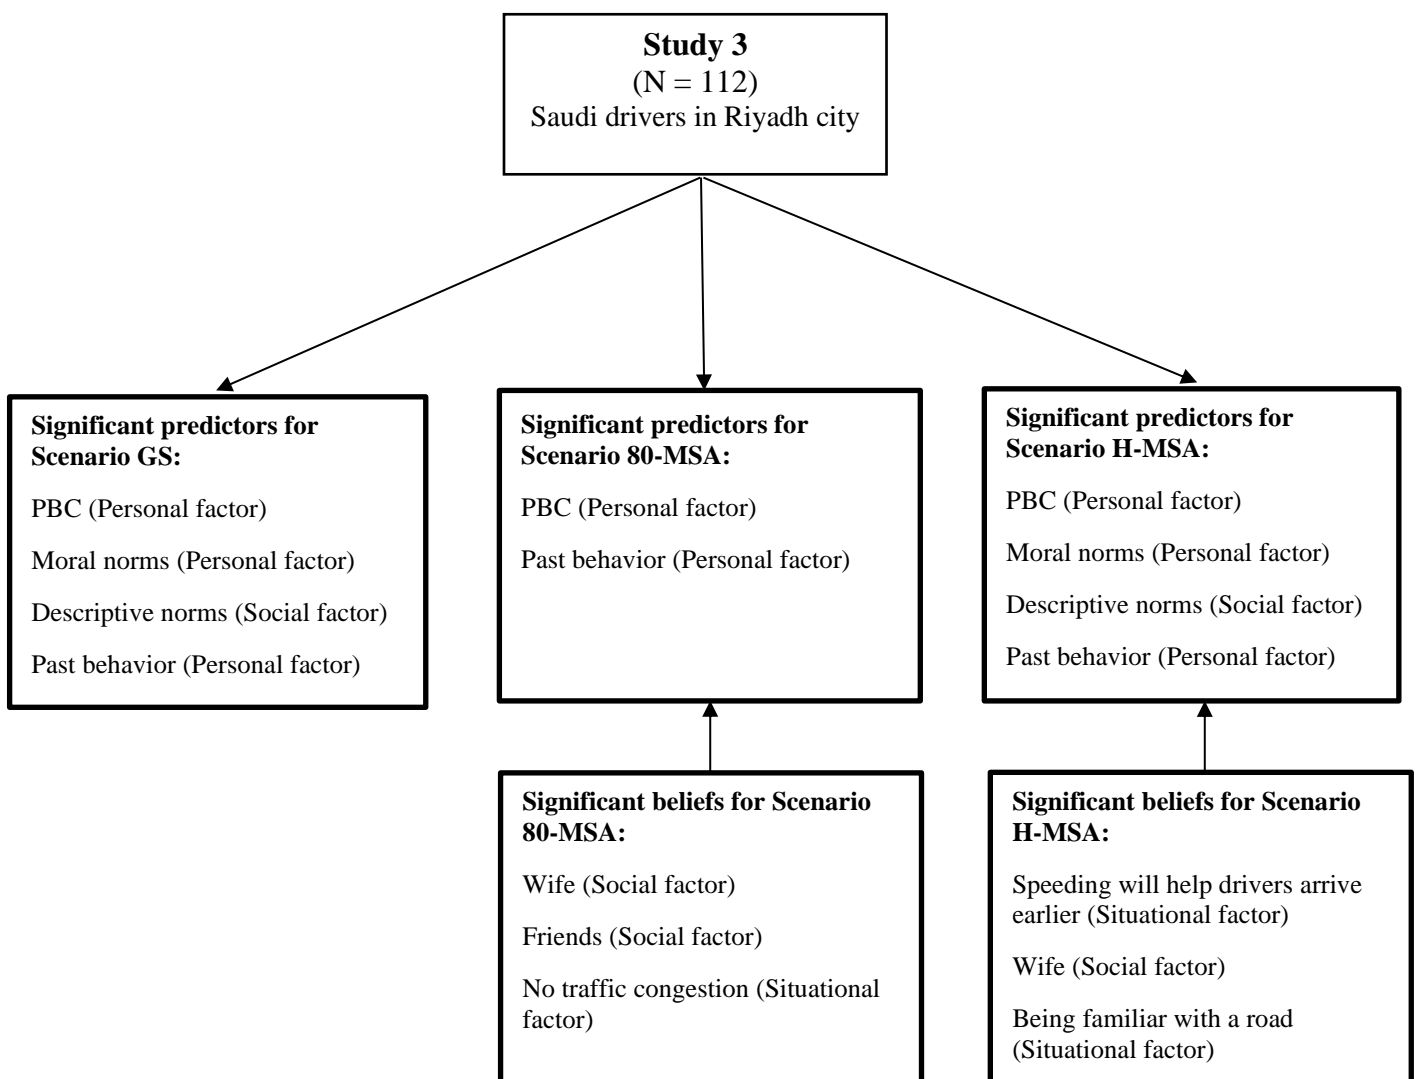 Study 3
(N = 112)
Saudi drivers in Riyadh city
Significant predictors for
Scenario GS:
PBC (Personal factor)
Moral norms (Personal factor)
Descriptive norms (Social factor)
Past behavior (Personal factor)
Significant predictors for
Scenario 80-MSA:
PBC (Personal factor)
Past behavior (Personal factor)
Significant predictors for
Scenario H-MSA:
PBC (Personal factor)
Moral norms (Personal factor)
Descriptive norms (Social factor)
Past behavior (Personal factor)
Significant beliefs for Scenario
80-MSA:
Wife (Social factor)
Friends (Social factor)
No traffic congestion (Situational
factor)
Significant beliefs for Scenario
H-MSA:
Speeding will help drivers arrive
earlier (Situational factor)
Wife (Social factor)
Being familiar with a road
(Situational factor)